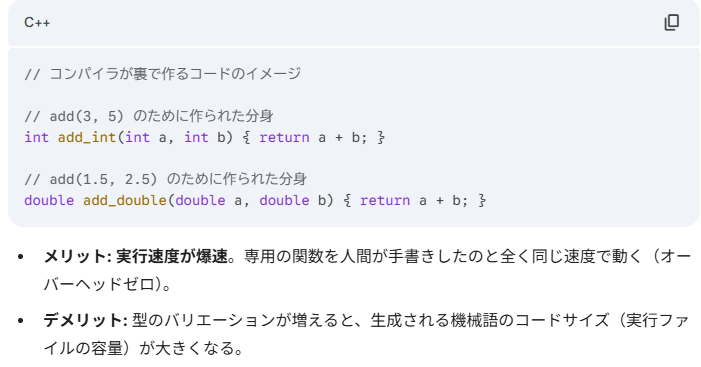 C++
// コンパイラが裏で作るコードのイメージ
// add(3, 5) のために作られた分身
int add_int(int a, int b) { return a + b; }
// add(1.5, 2.5) のために作られた分身
double add_double(double a, double b) { return a + b; }
• メリット: 実行速度が爆速。専用の関数を人間が手書きしたのと全く同じ速度で動く（オー
バーヘッドゼロ）。
• デメリット: 型のバリエーションが増えると、生成される機械語のコードサイズ（実行ファ
イルの容量）が大きくなる。